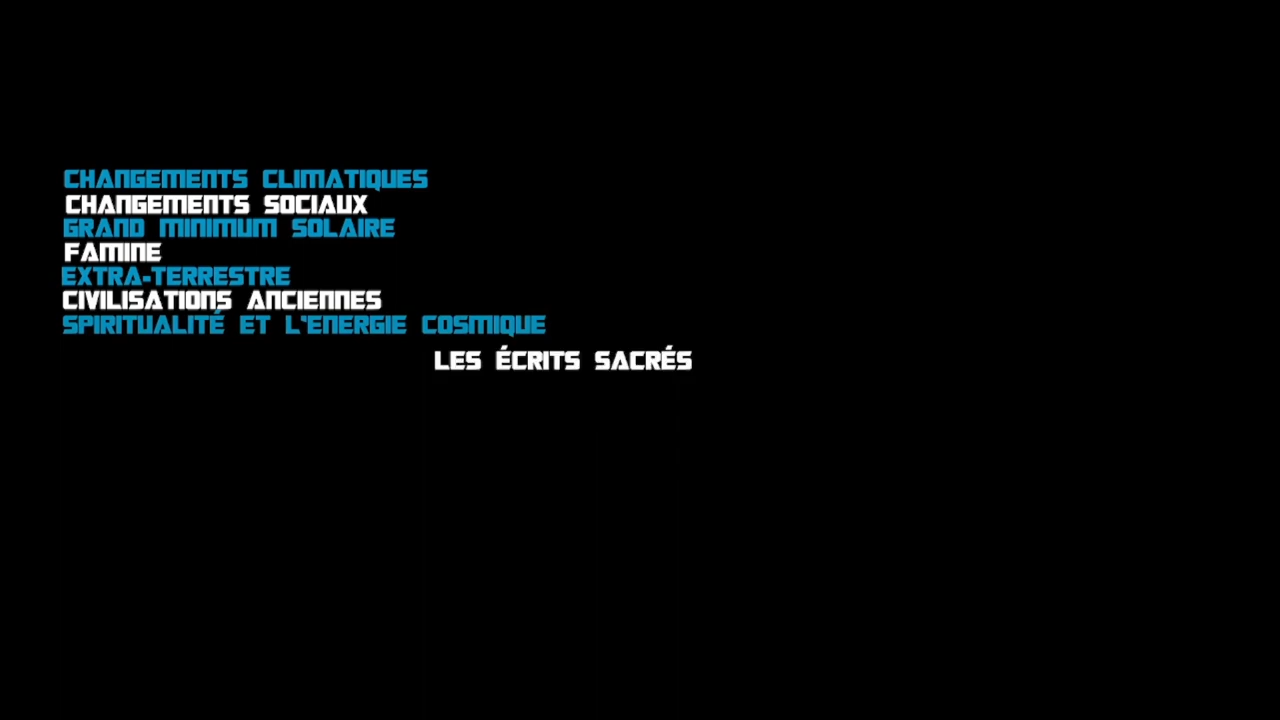 CHANGEMENTS CLIMATIQUES
CHANGEMENTS SOCIAUX
GRAND MINIMUM SOLAIRE
FAMINE
EXTRA-TERRESTRE
CIVILISATIONS ANCIENNES
SPIRITUALITÉ ET L'ENERGIE COSMIQUE
LES ÉCRITS SACRÉS